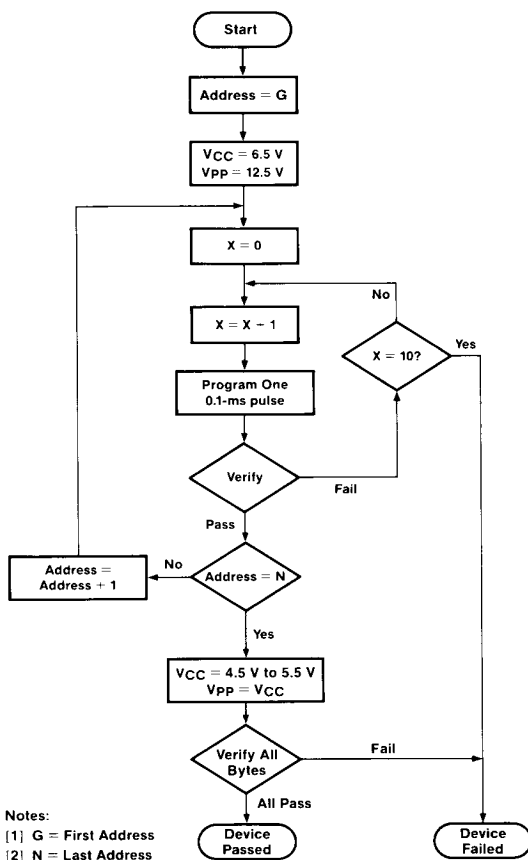 Start
Address = G
VCC = 6.5 V
VPP = 12.5 V
X = 0
No
X = X + 1
X = 10?
Yes
Program One
0.1-ms pulse
Verify
Fail
Pass
Address =
Address + 1
No
Address = N
Yes
VCC = 4.5 V to 5.5 V
VPP = VCC
Verify All
Bytes
Fail
All Pass
Device
Passed
Device
Failed
Notes:
[1] G = First Address
[2] N = Last Address